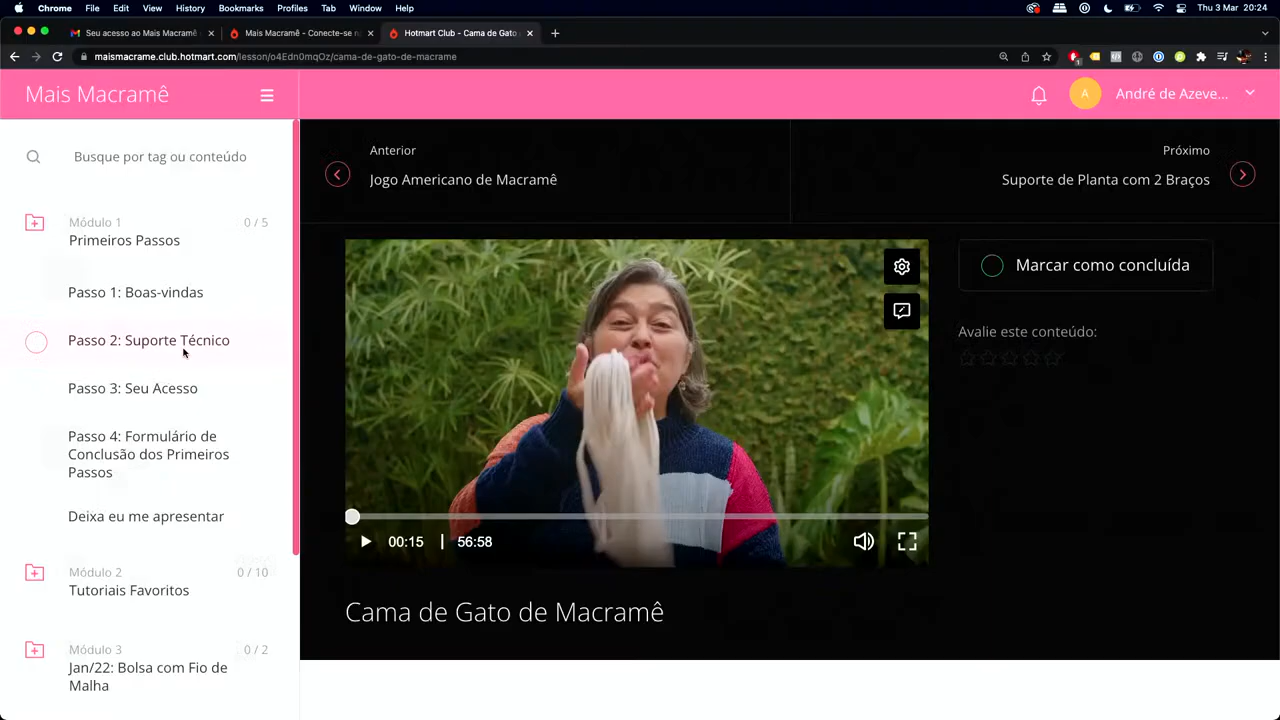 Chrome File Edit View History Bookmarks Profiles Tab Window Help Thu 3 Mar 20:24
Seu acesso ao Mais Macramê
Mais Macramê - Conecte-se
Hotmart Club - Cama de Gato
maismacrame.club.hotmart.com/lesson/o4Edn0mqOz/cama-de-gato-de-macrame
Mais Macramê
A
André de Azeve...
Busque por tag ou conteúdo
Anterior
Jogo Americano de Macramê
Próximo
Suporte de Planta com 2 Braços
Módulo 1 0 / 5
Primeiros Passos
Passo 1: Boas-vindas
Passo 2: Suporte Técnico
Passo 3: Seu Acesso
Passo 4: Formulário de
Conclusão dos Primeiros
Passos
Deixa eu me apresentar
Módulo 2 0 / 10
Tutoriais Favoritos
Módulo 3 0 / 2
Jan/22: Bolsa com Fio de
Malha
Marcar como concluída
Avalie este conteúdo:
00:15 | 56:58
Cama de Gato de Macramê